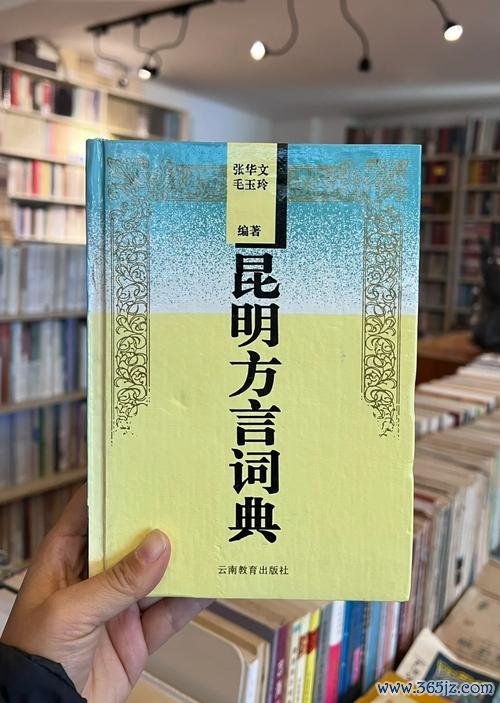 张华文
毛玉玲
编著
昆明方言词典
云南教育出版社
www.365jz.com